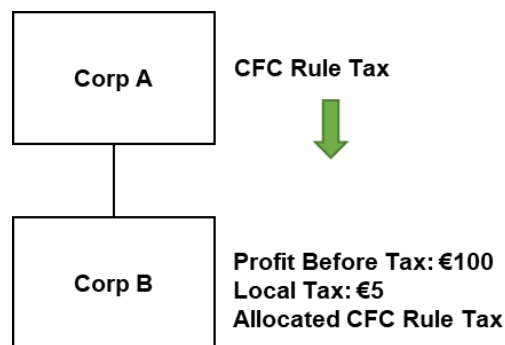 Corp A
CFC Rule Tax
Corp B
Profit Before Tax: €100
Local Tax: €5
Allocated CFC Rule Tax